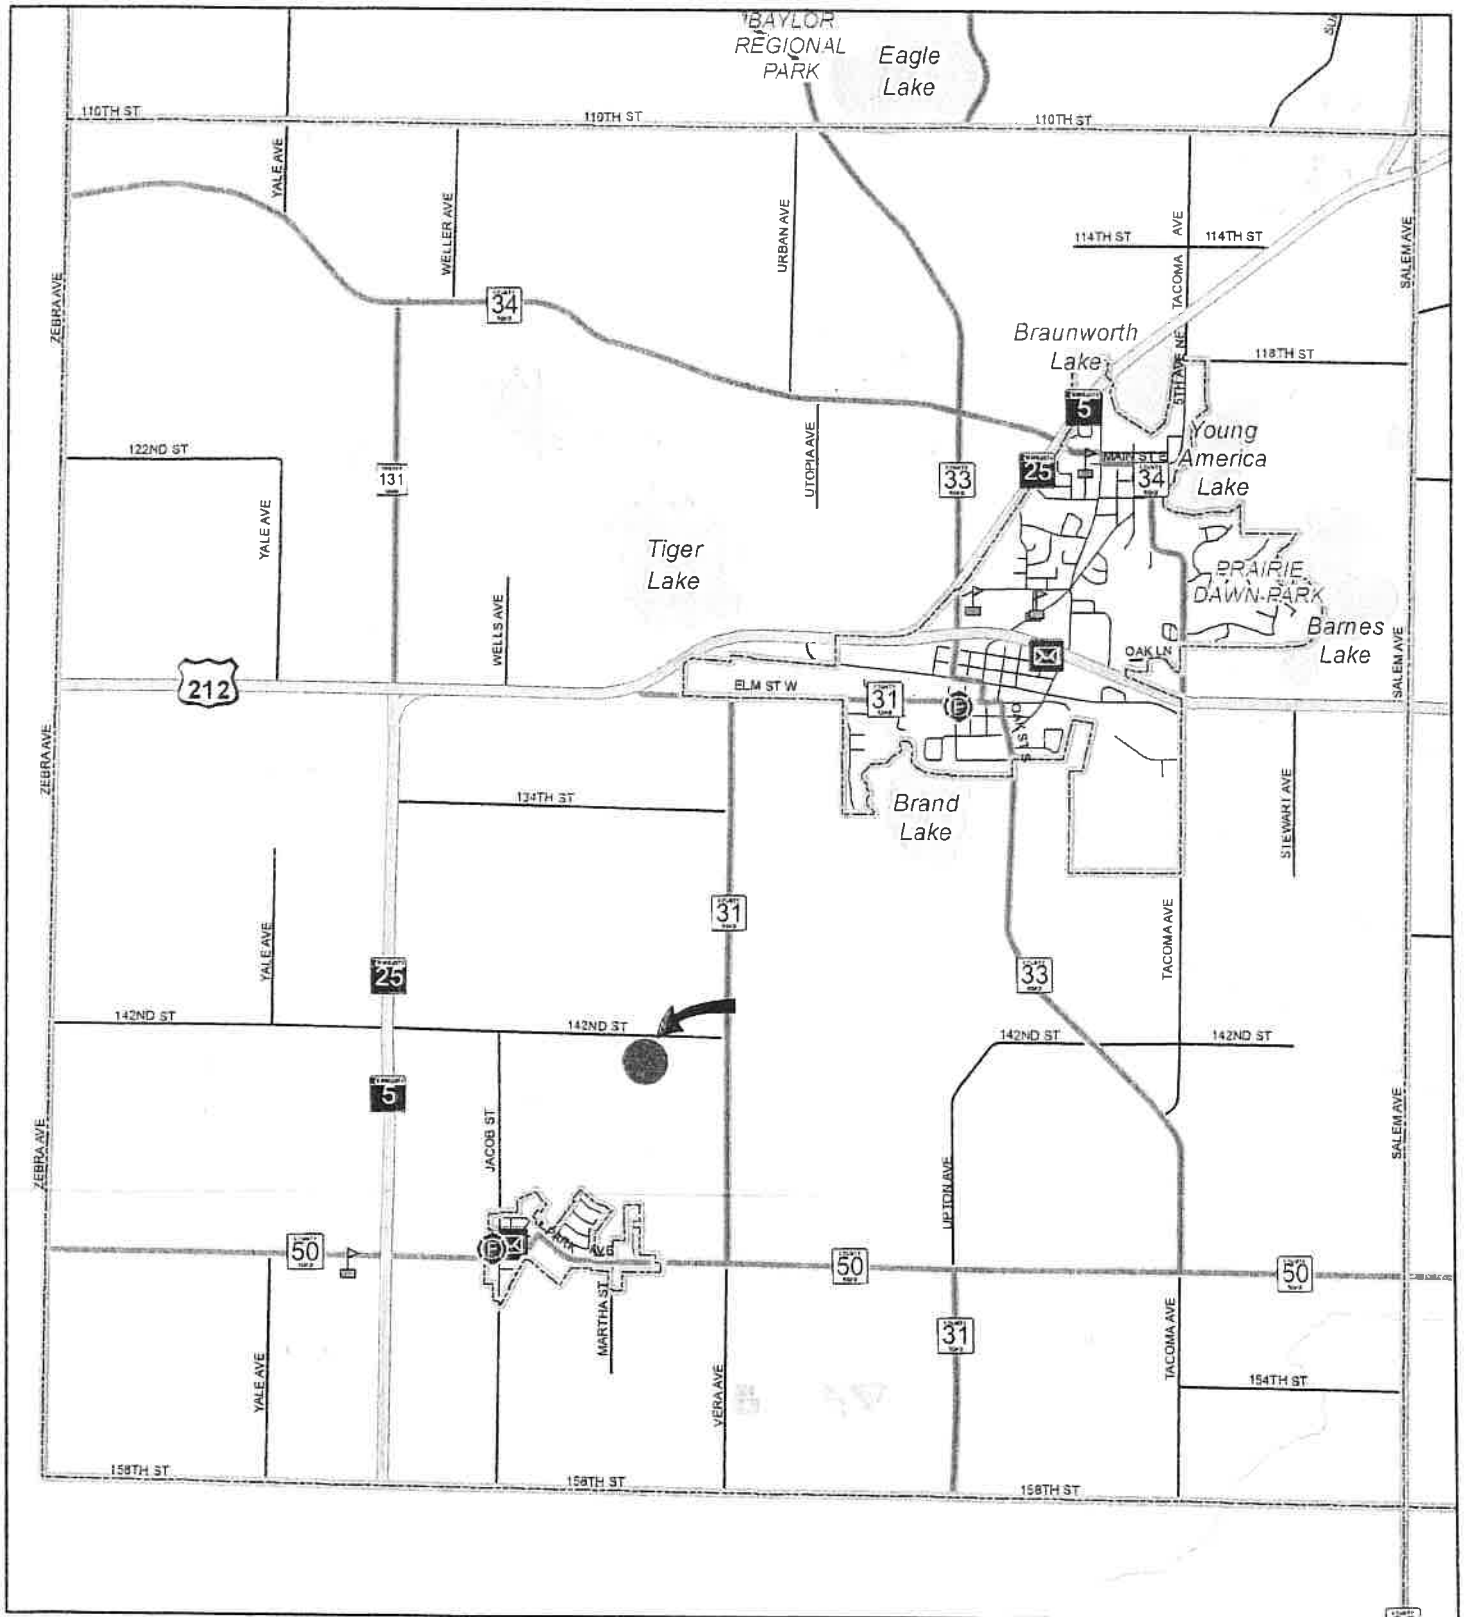 BAYLOR
REGIONAL
PARK
Eagle
Lake
110TH ST
110TH ST
110TH ST
YALE AVE
WELLER AVE
URBAN AVE
TACOMA AVE
114TH ST
114TH ST
SALEM AVE
ZEBRA AVE
34
Braunworth
Lake
5TH AVE NE
118TH ST
5
UTOPIA AVE
Young
America
Lake
122ND ST
131
33
25
MAIN ST E
34
YALE AVE
Tiger
Lake
WELLS AVE
PRAIRIE
DAWN PARK
Barnes
Lake
OAK LN
SALEM AVE
212
ELM ST W
31
F
OAK ST S
ZEBRA AVE
134TH ST
Brand
Lake
STEWART AVE
31
YALE AVE
25
33
TACOMA AVE
142ND ST
142ND ST
142ND ST
142ND ST
5
JACOB ST
ZEBRA AVE
UPTON AVE
SALEM AVE
50
F
PARK AVE
50
50
MARTHA ST
31
YALE AVE
VERA AVE
TACOMA AVE
154TH ST
158TH ST
158TH ST
158TH ST